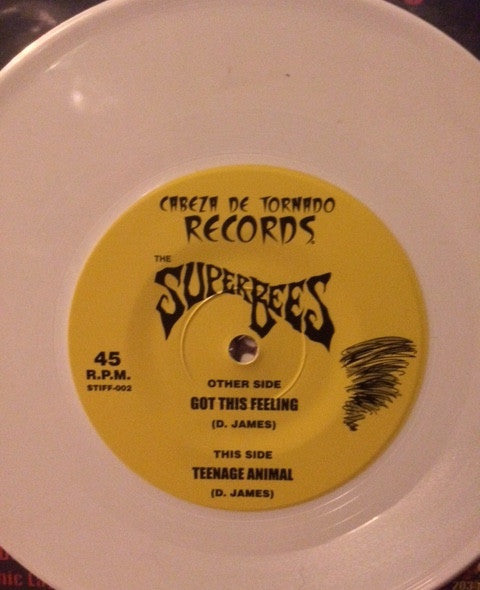 CABEZA DE TORNADO
RECORDS
THE
SUPERBEES
45
R.P.M.
STIFF-002
OTHER SIDE
GOT THIS FEELING
(D. JAMES)
THIS SIDE
TEENAGE ANIMAL
(D. JAMES)